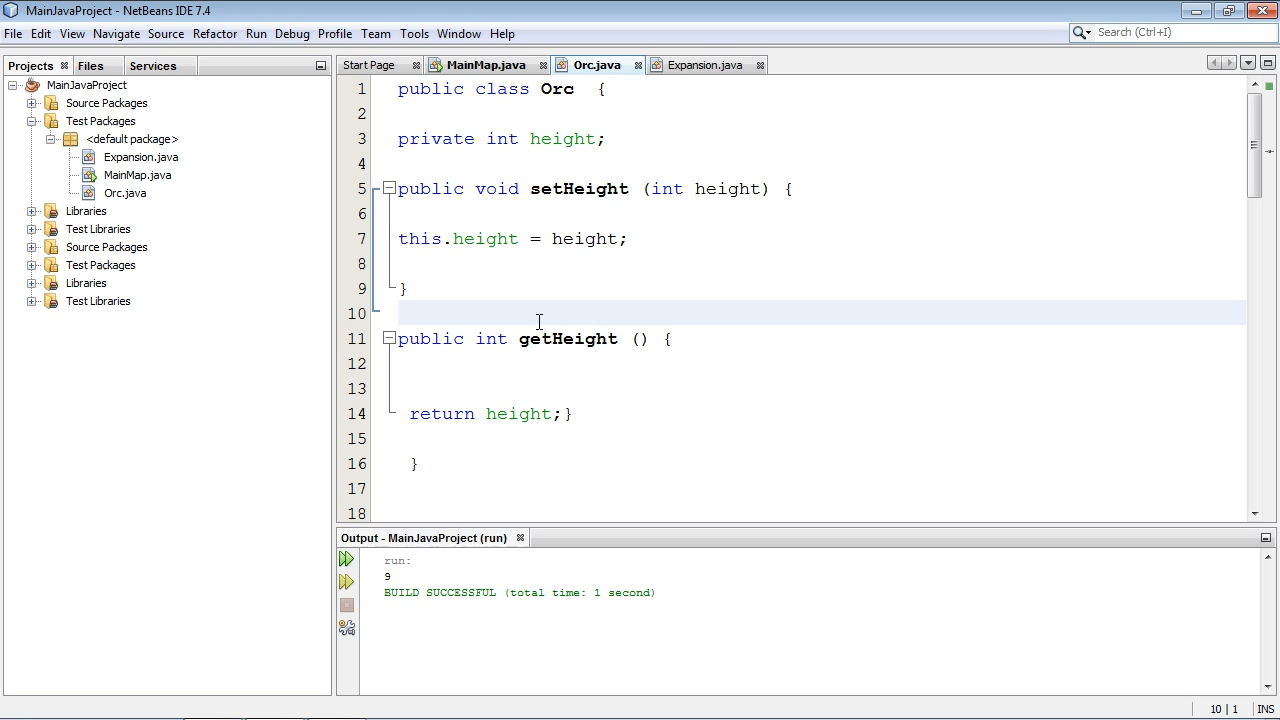 MainJavaProject - NetBeans IDE 7.4
File Edit View Navigate Source Refactor Run Debug Profile Team Tools Window Help
Search (Ctrl+I)
Projects Files Services
Start Page MainMap.java Orc.java Expansion.java
MainJavaProject
Source Packages
Test Packages
<default package>
Expansion.java
MainMap.java
Orc.java
Libraries
Test Libraries
Source Packages
Test Packages
Libraries
Test Libraries
1 public class Orc {
2
3 private int height;
4
5 public void setHeight (int height) {
6
7 this.height = height;
8
9 }
10
11 public int getHeight () {
12
13
14 return height;}
15
16 }
17
18
Output - MainJavaProject (run)
run:
9
BUILD SUCCESSFUL (total time: 1 second)
10 | 1 INS